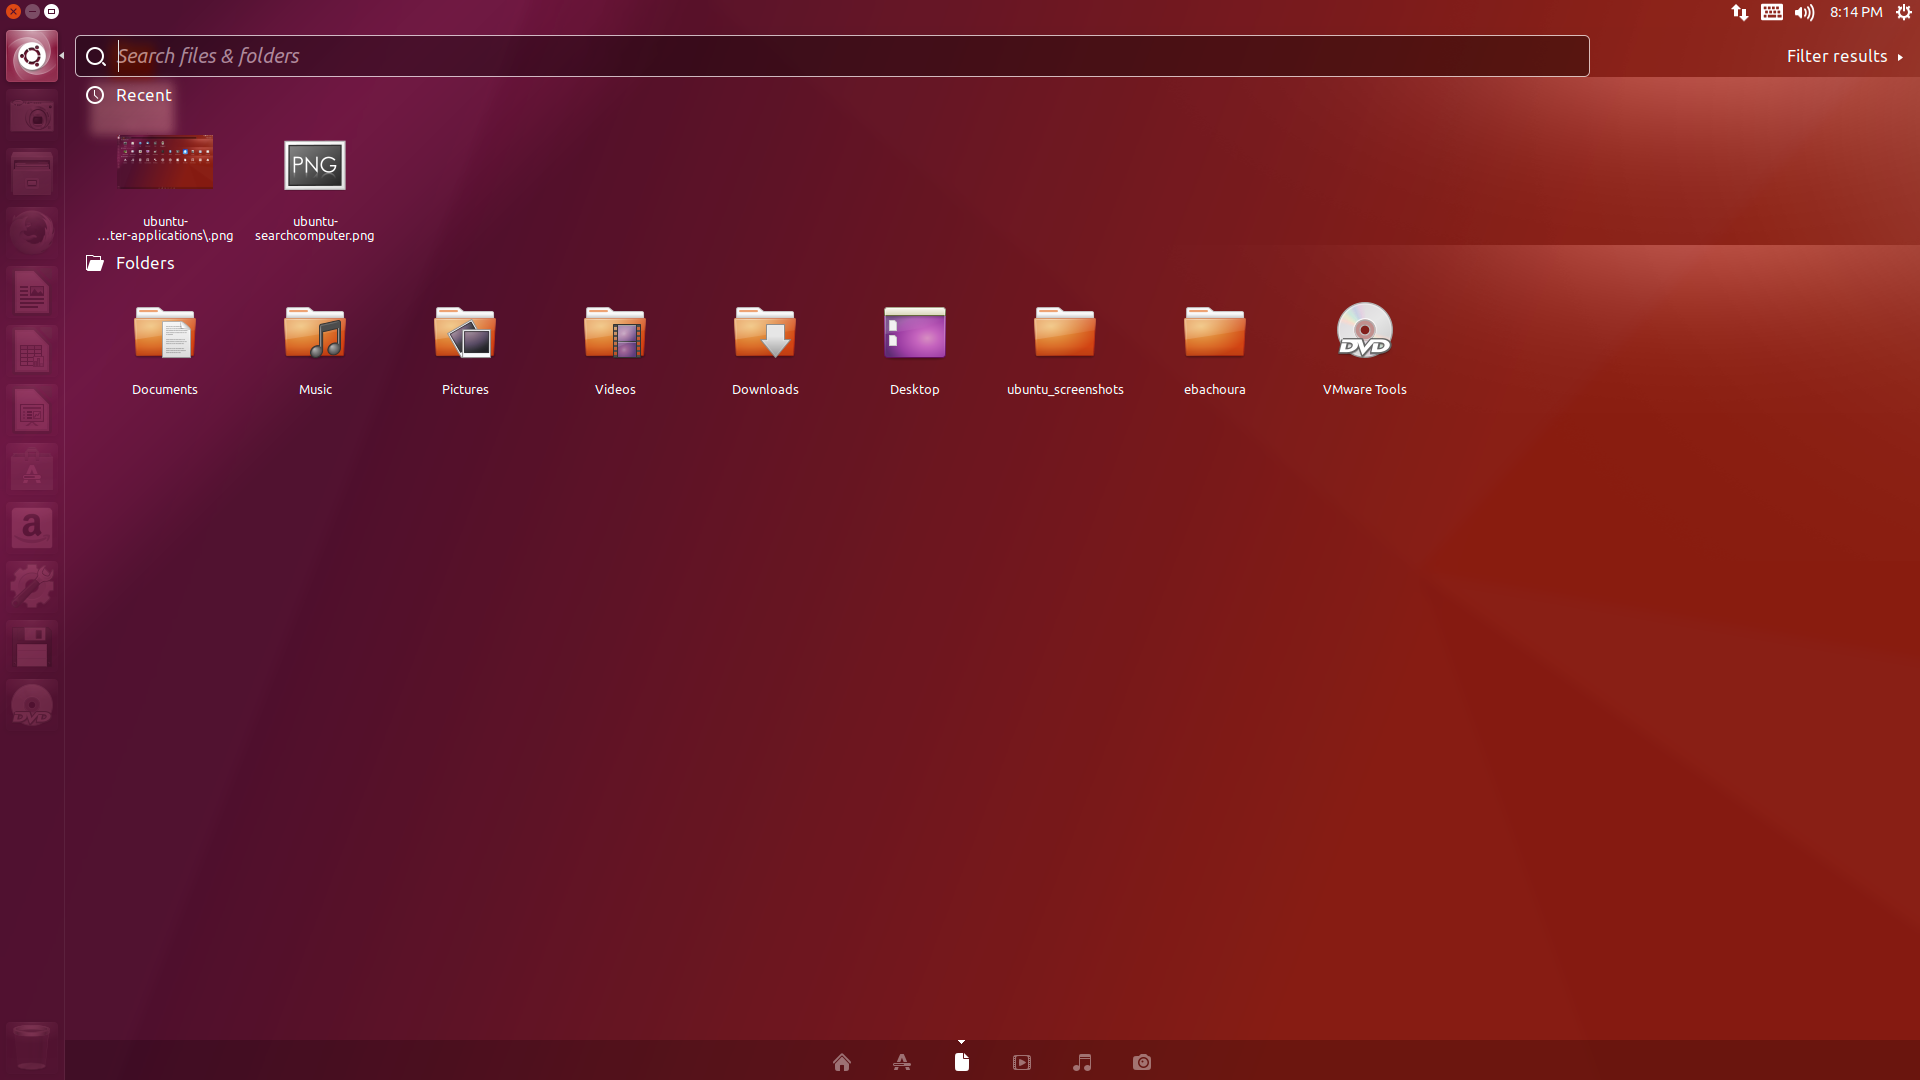 8:14 PM
Search files & folders
Filter results
Recent
PNG
ubuntu-
...ter-applications\.png
ubuntu-
searchcomputer.png
Folders
DVD
Documents
Music
Pictures
Videos
Downloads
Desktop
ubuntu_screenshots
ebachoura
VMware Tools
a
DVD